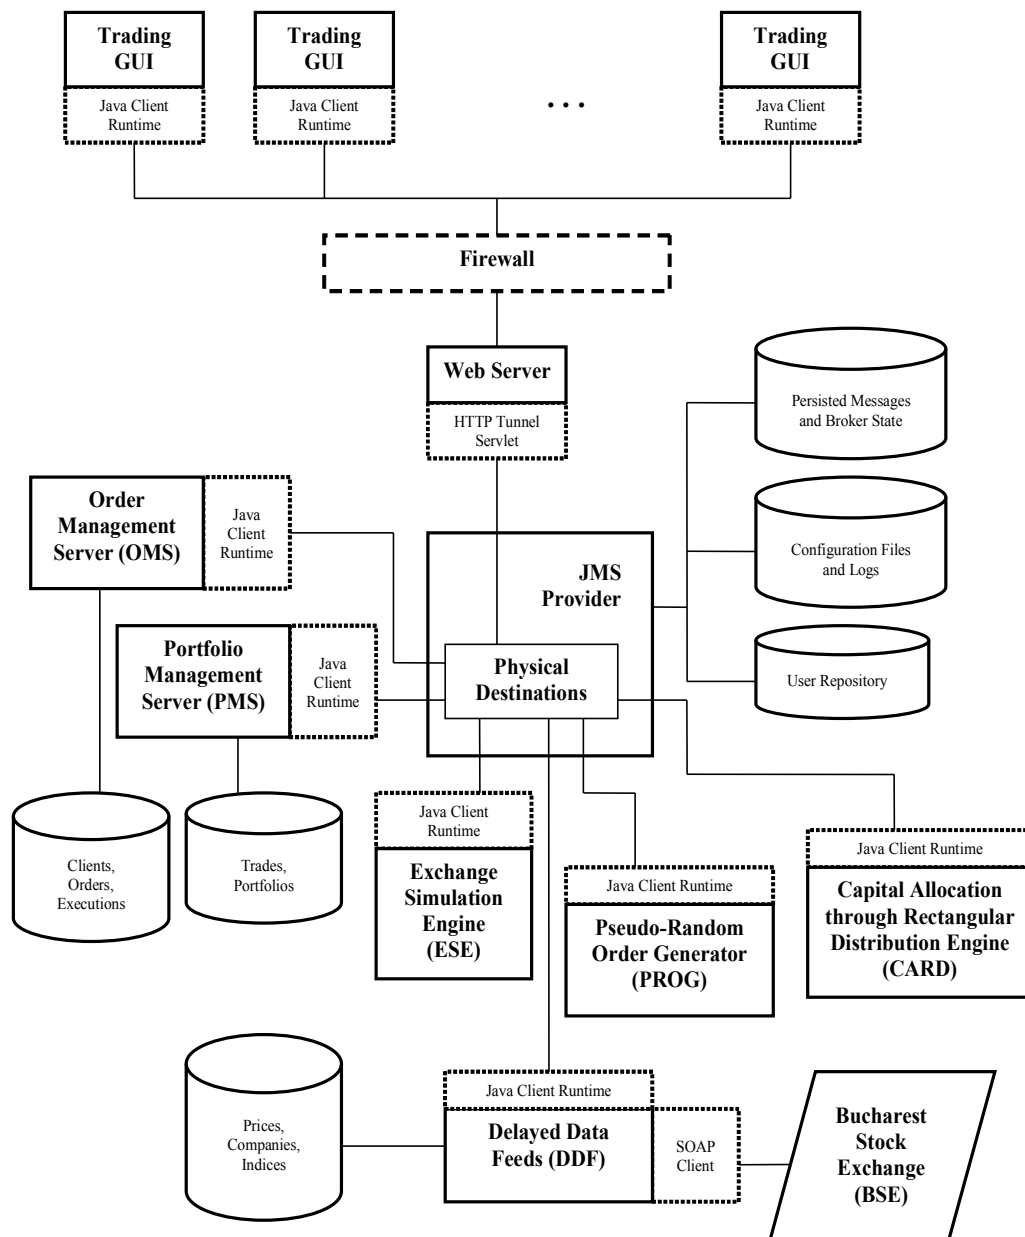 Trading
GUI
Java Client
Runtime
Trading
GUI
Java Client
Runtime
. . .
Trading
GUI
Java Client
Runtime
Firewall
Web Server
HTTP Tunnel
Servlet
Persisted Messages
and Broker State
Configuration Files
and Logs
User Repository
Order
Management
Server (OMS)
Java
Client
Runtime
JMS
Provider
Physical
Destinations
Portfolio
Management
Server (PMS)
Java
Client
Runtime
Clients,
Orders,
Executions
Trades,
Portfolios
Java Client
Runtime
Exchange
Simulation
Engine
(ESE)
Java Client Runtime
Pseudo-Random
Order Generator
(PROG)
Java Client Runtime
Capital Allocation
through Rectangular
Distribution Engine
(CARD)
Prices,
Companies,
Indices
Java Client Runtime
Delayed Data
Feeds (DDF)
SOAP
Client
Bucharest
Stock
Exchange
(BSE)